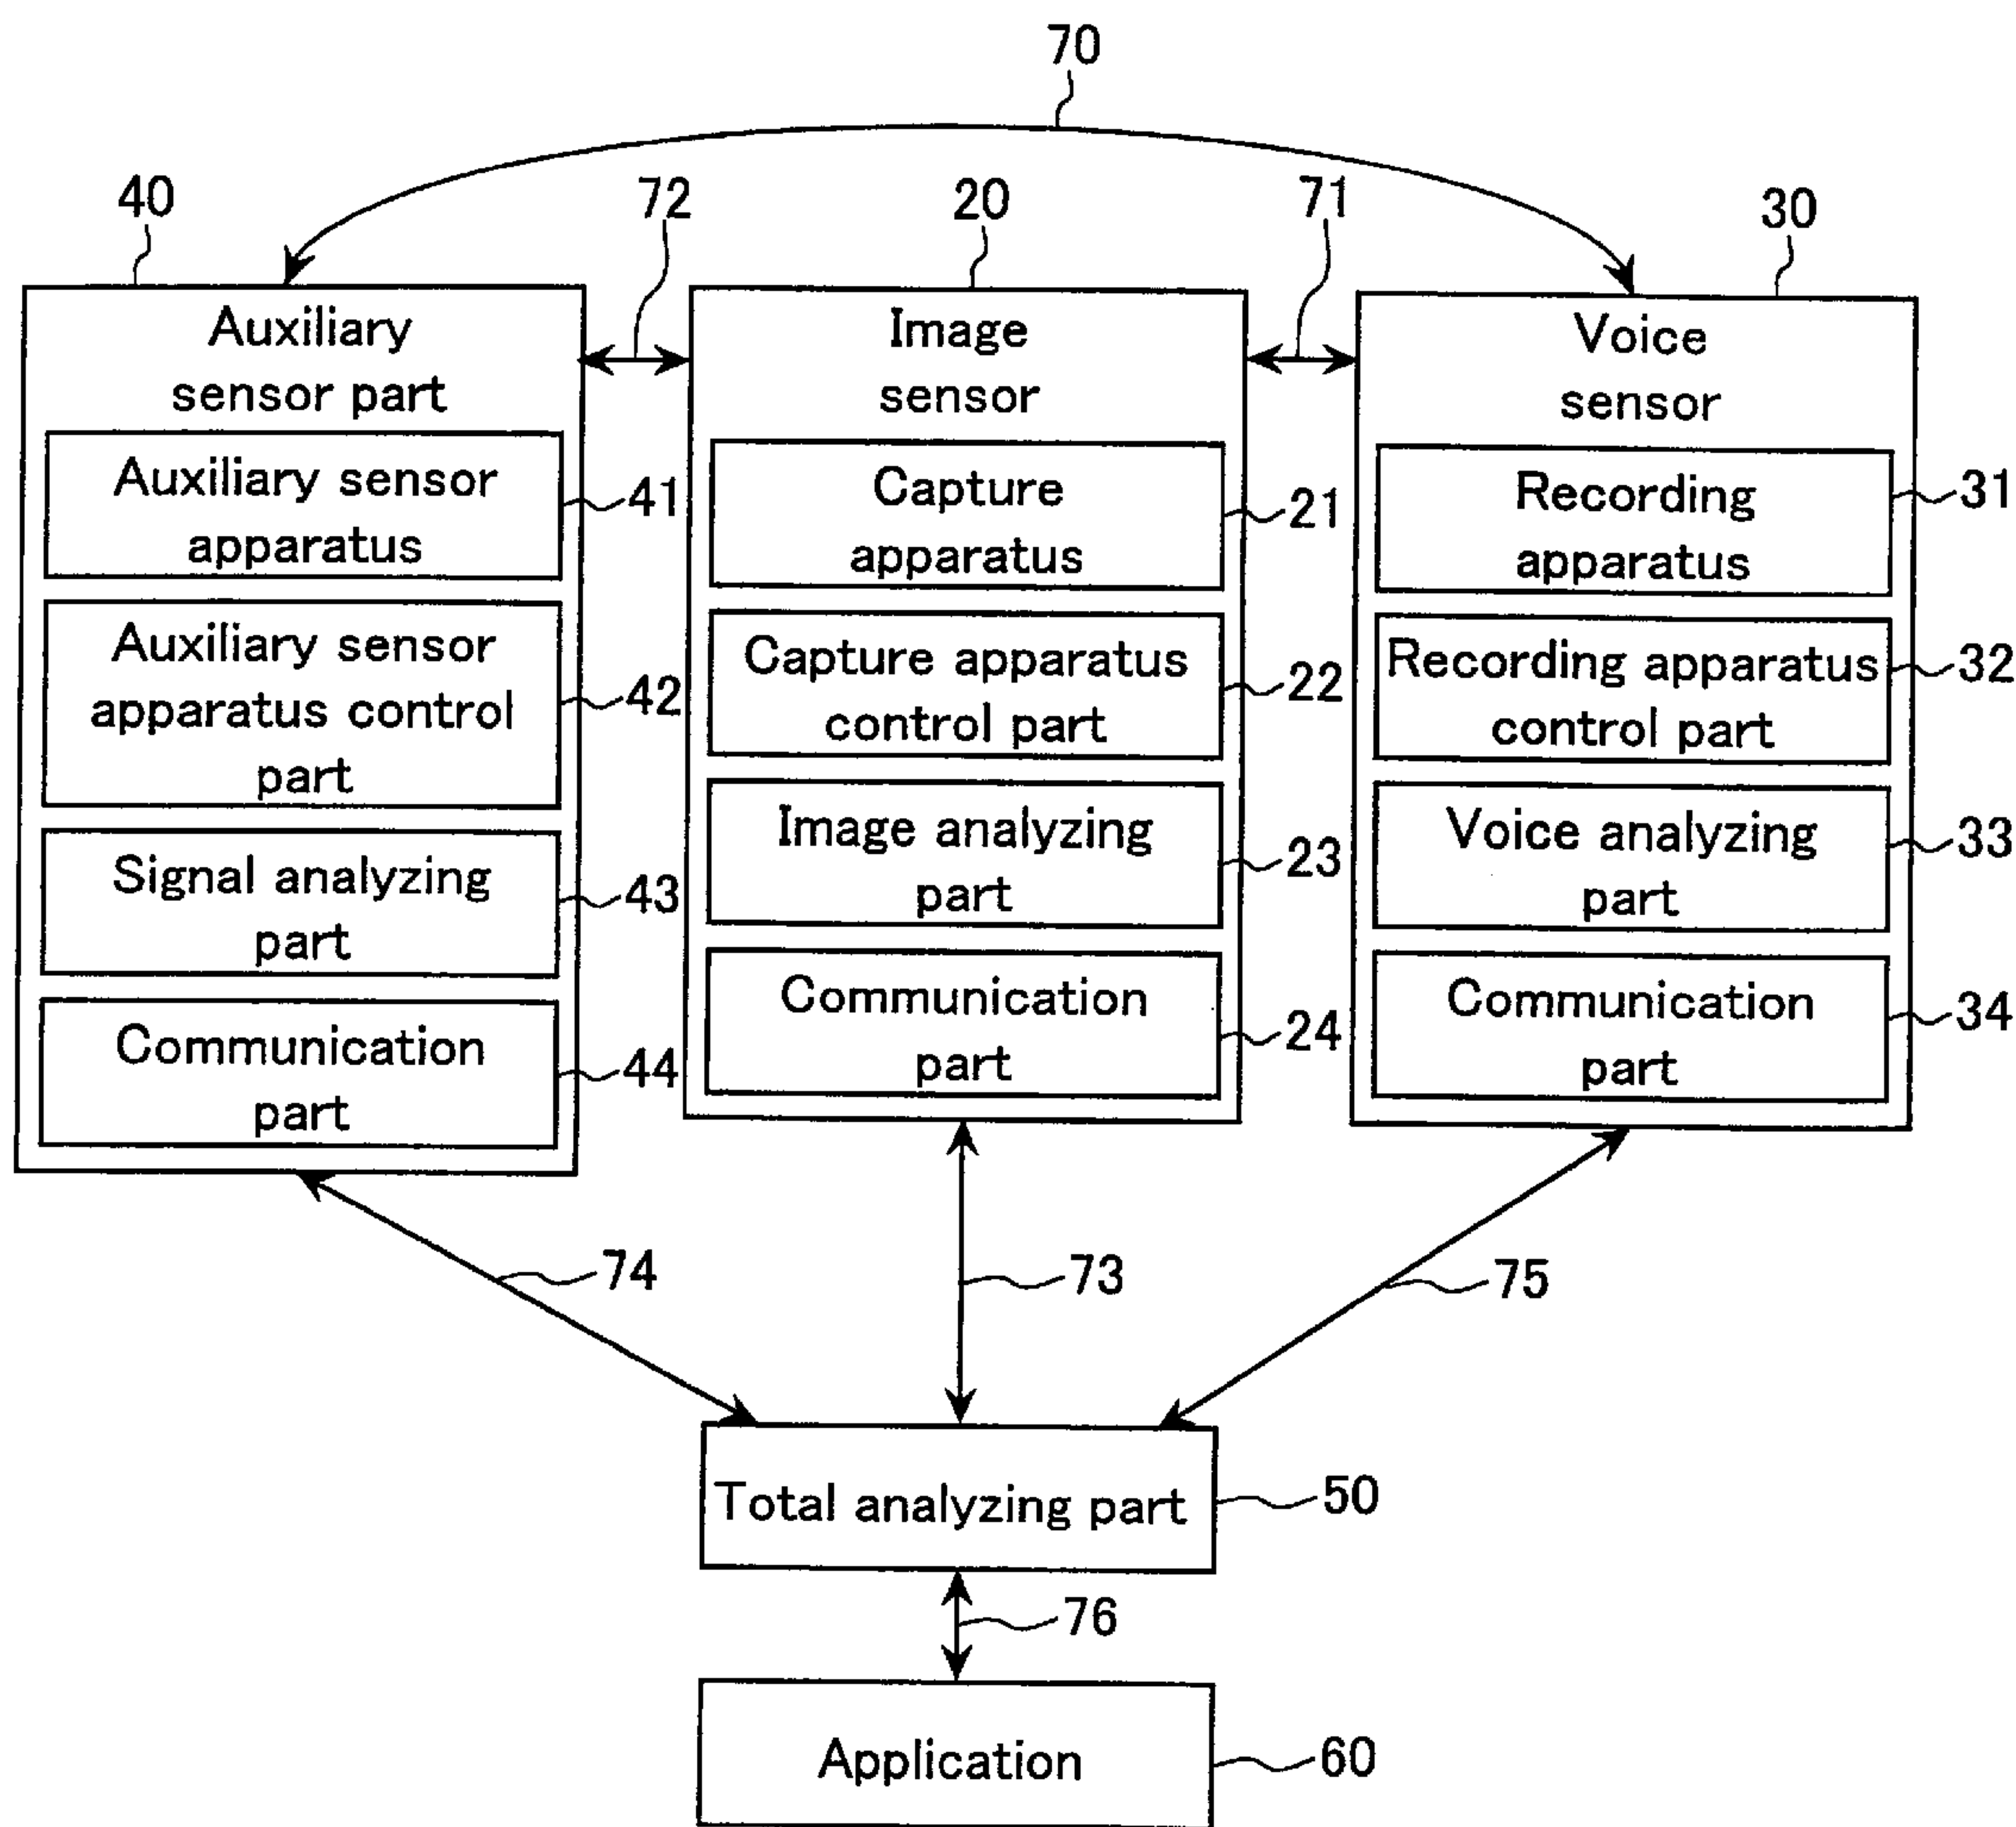 70
40
72
20
71
30
Auxiliary
sensor part
Auxiliary sensor
apparatus
41
Auxiliary sensor
apparatus control
part
42
Signal analyzing
part
43
Communication
part
44
Image
sensor
Capture
apparatus
21
Capture apparatus
control part
22
Image analyzing
part
23
Communication
part
24
Voice
sensor
Recording
apparatus
31
Recording apparatus
control part
32
Voice analyzing
part
33
Communication
part
34
74
73
75
Total analyzing part
50
76
Application
60